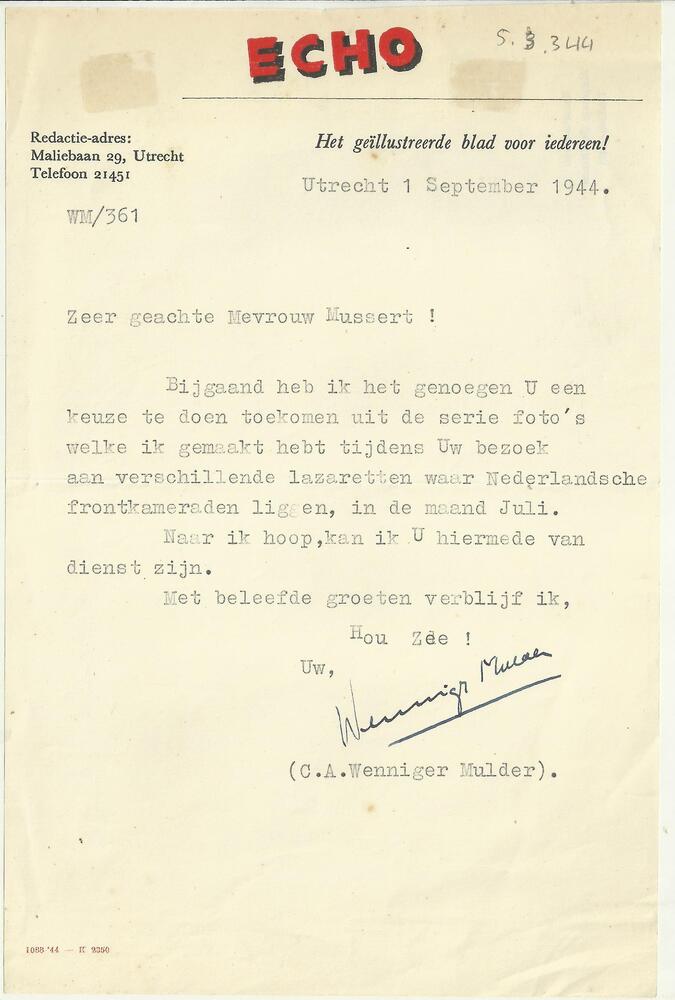 ECHO
S. 3. 344
Redactie-adres:
Maliebaan 29, Utrecht
Telefoon 21451
Het geïllustreerde blad voor iedereen!
Utrecht 1 September 1944.
WM/361
Zeer geachte Mevrouw Mussert !
Bijgaand heb ik het genoegen U een
keuze te doen toekomen uit de serie foto's
welke ik gemaakt hebt tijdens Uw bezoek
aan verschillende lazaretten waar Nederlandsche
frontkameraden liggen, in de maand Juli.
Naar ik hoop,kan ik U hiermede van
dienst zijn.
Met beleefde groeten verblijf ik,
Hou Zee !
Uw,
Wennigr Mulder
(C.A.Wenniger Mulder).
1088-'44 — K 2350